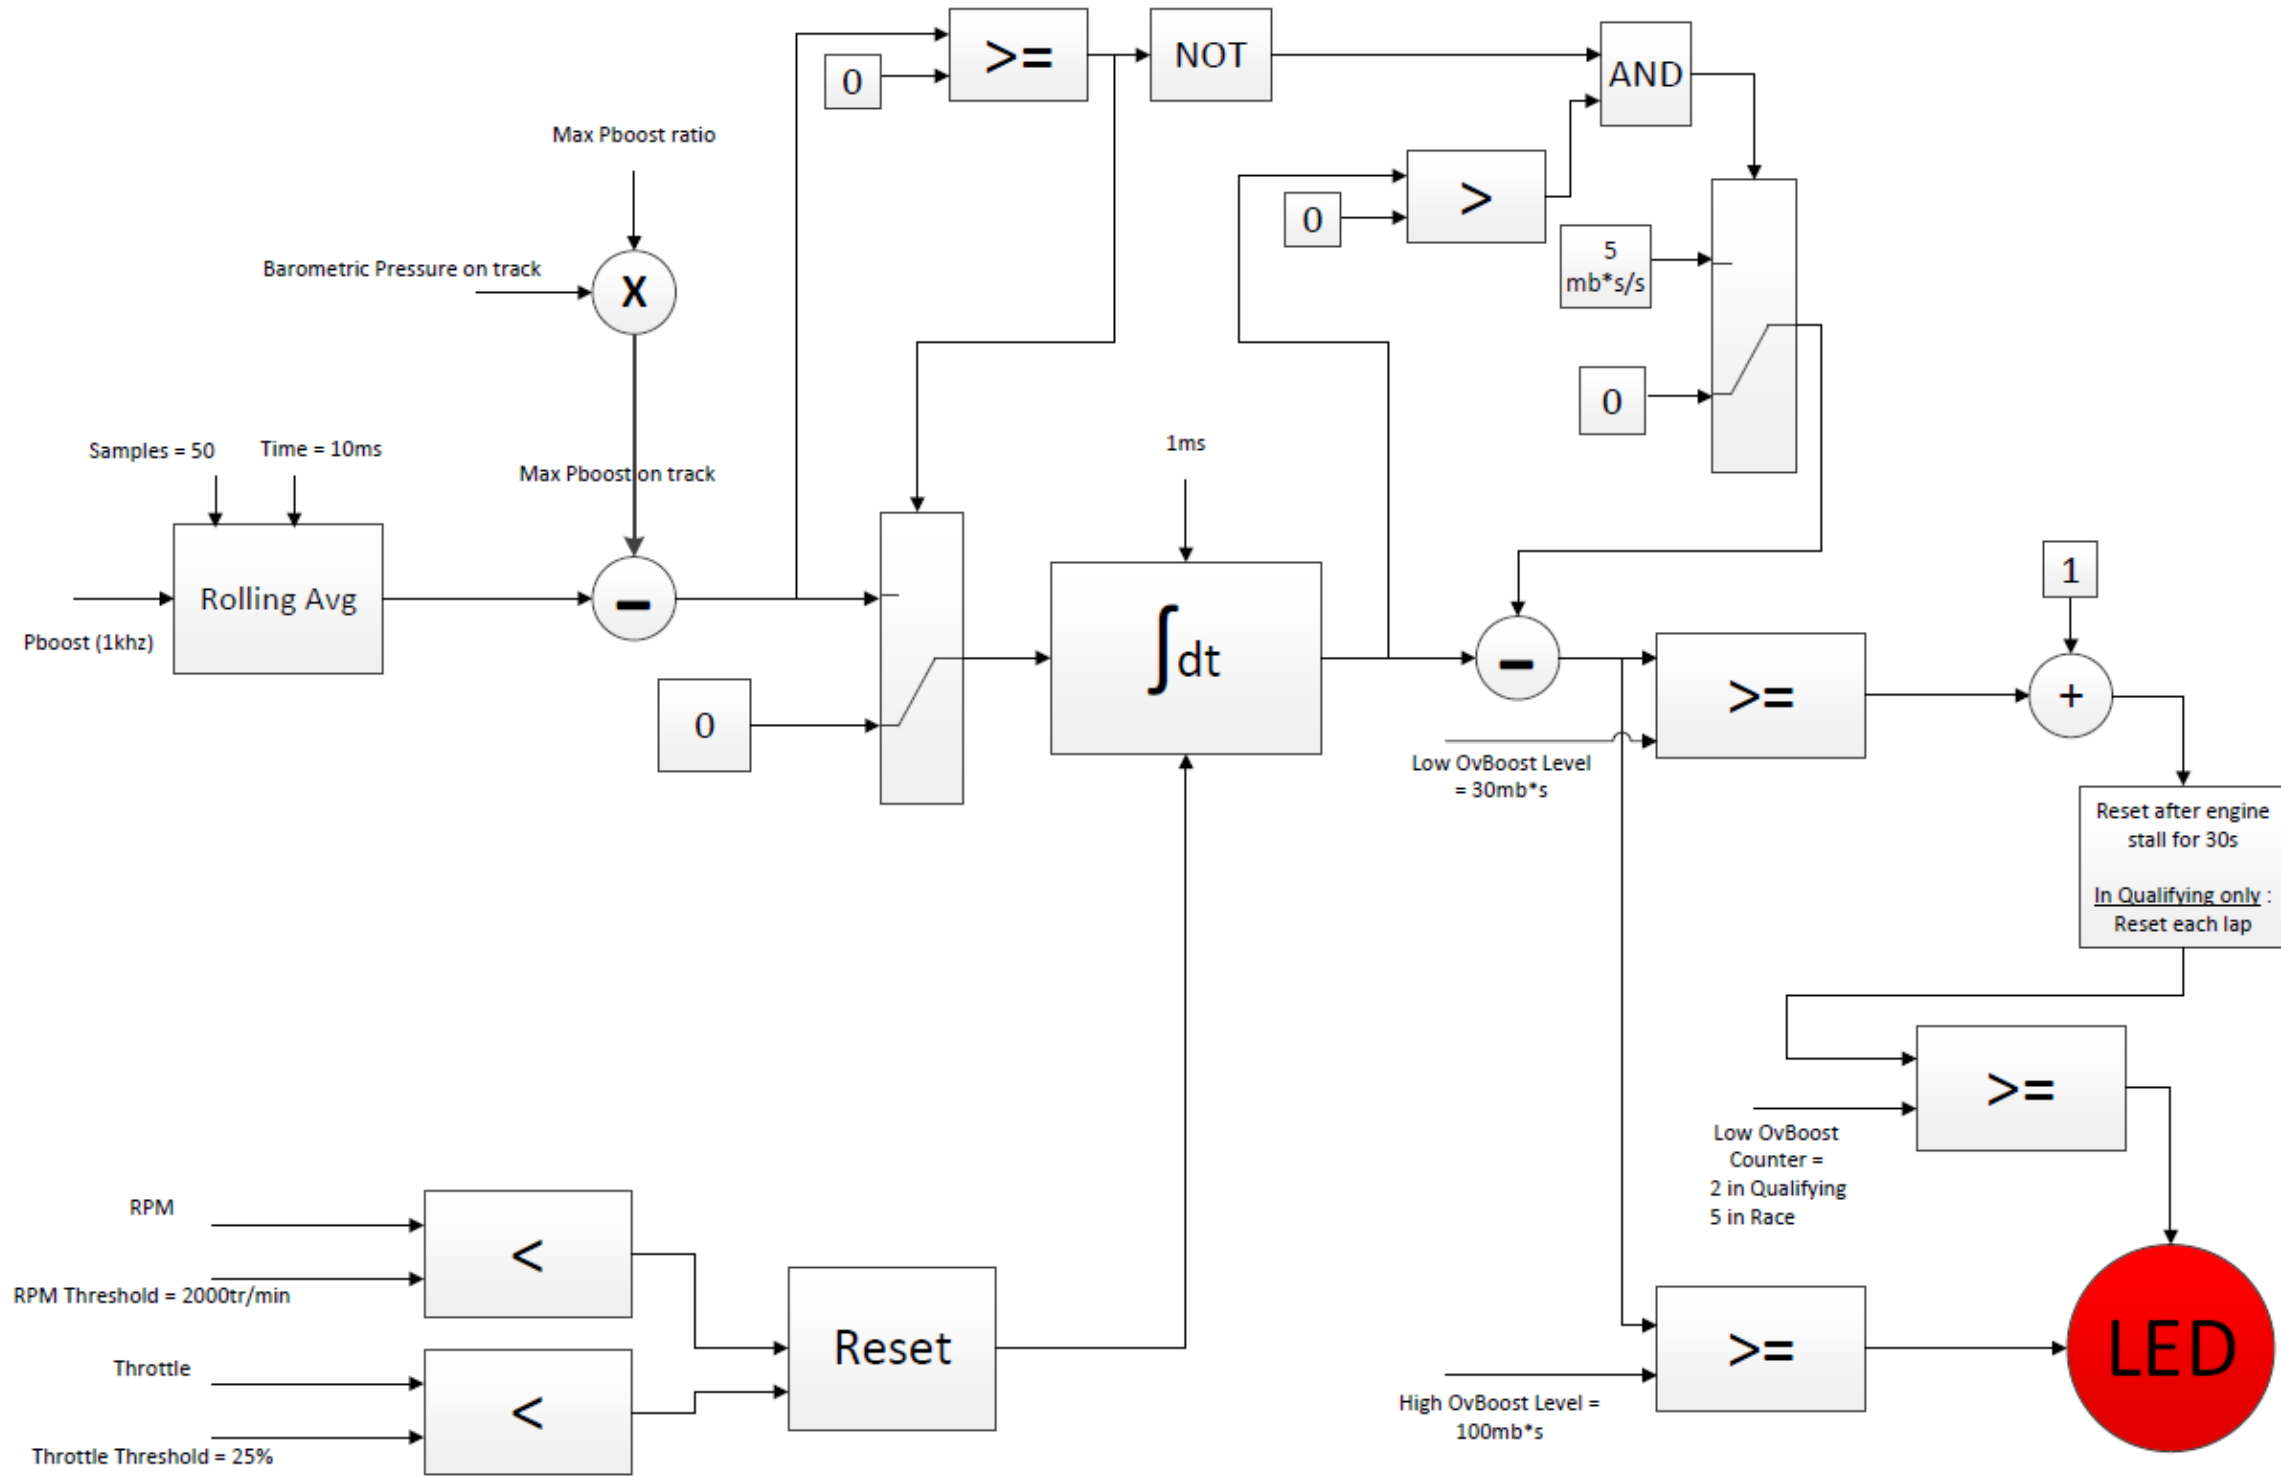 >=
NOT
AND
0
Max Pboost ratio
>
0
5
mb*s/s
Barometric Pressure on track
X
0
Samples = 50
Time = 10ms
Max Pboost on track
1ms
Rolling Avg
Pboost (1khz)
-
0
∫dt
-
>=
1
+
Low OvBoost Level
= 30mb*s
Reset after engine
stall for 30s
In Qualifying only :
Reset each lap
>=
Low OvBoost
Counter =
2 in Qualifying
5 in Race
RPM
<
RPM Threshold = 2000tr/min
Reset
Throttle
<
Throttle Threshold = 25%
>=
High OvBoost Level =
100mb*s
LED